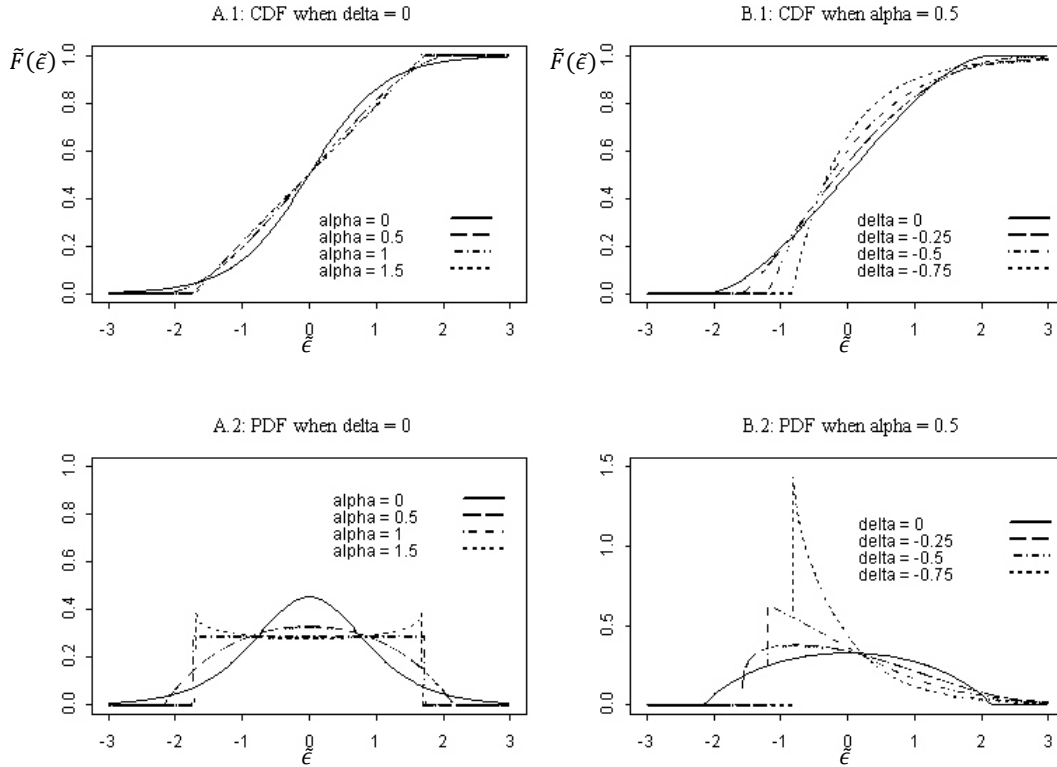 A.1: CDF when delta = 0
F̃(ϵ̃)
1.0
0.8
0.6
0.4
0.2
0.0
alpha = 0
alpha = 0.5
alpha = 1
alpha = 1.5
-3 -2 -1 0 1 2 3
ϵ̃
B.1: CDF when alpha = 0.5
F̃(ϵ̃)
1.0
0.8
0.6
0.4
0.2
0.0
delta = 0
delta = -0.25
delta = -0.5
delta = -0.75
-3 -2 -1 0 1 2 3
ϵ̃
A.2: PDF when delta = 0
1.0
0.8
0.6
0.4
0.2
0.0
alpha = 0
alpha = 0.5
alpha = 1
alpha = 1.5
-3 -2 -1 0 1 2 3
ϵ̃
B.2: PDF when alpha = 0.5
1.5
1.0
0.5
0.0
delta = 0
delta = -0.25
delta = -0.5
delta = -0.75
-3 -2 -1 0 1 2 3
ϵ̃